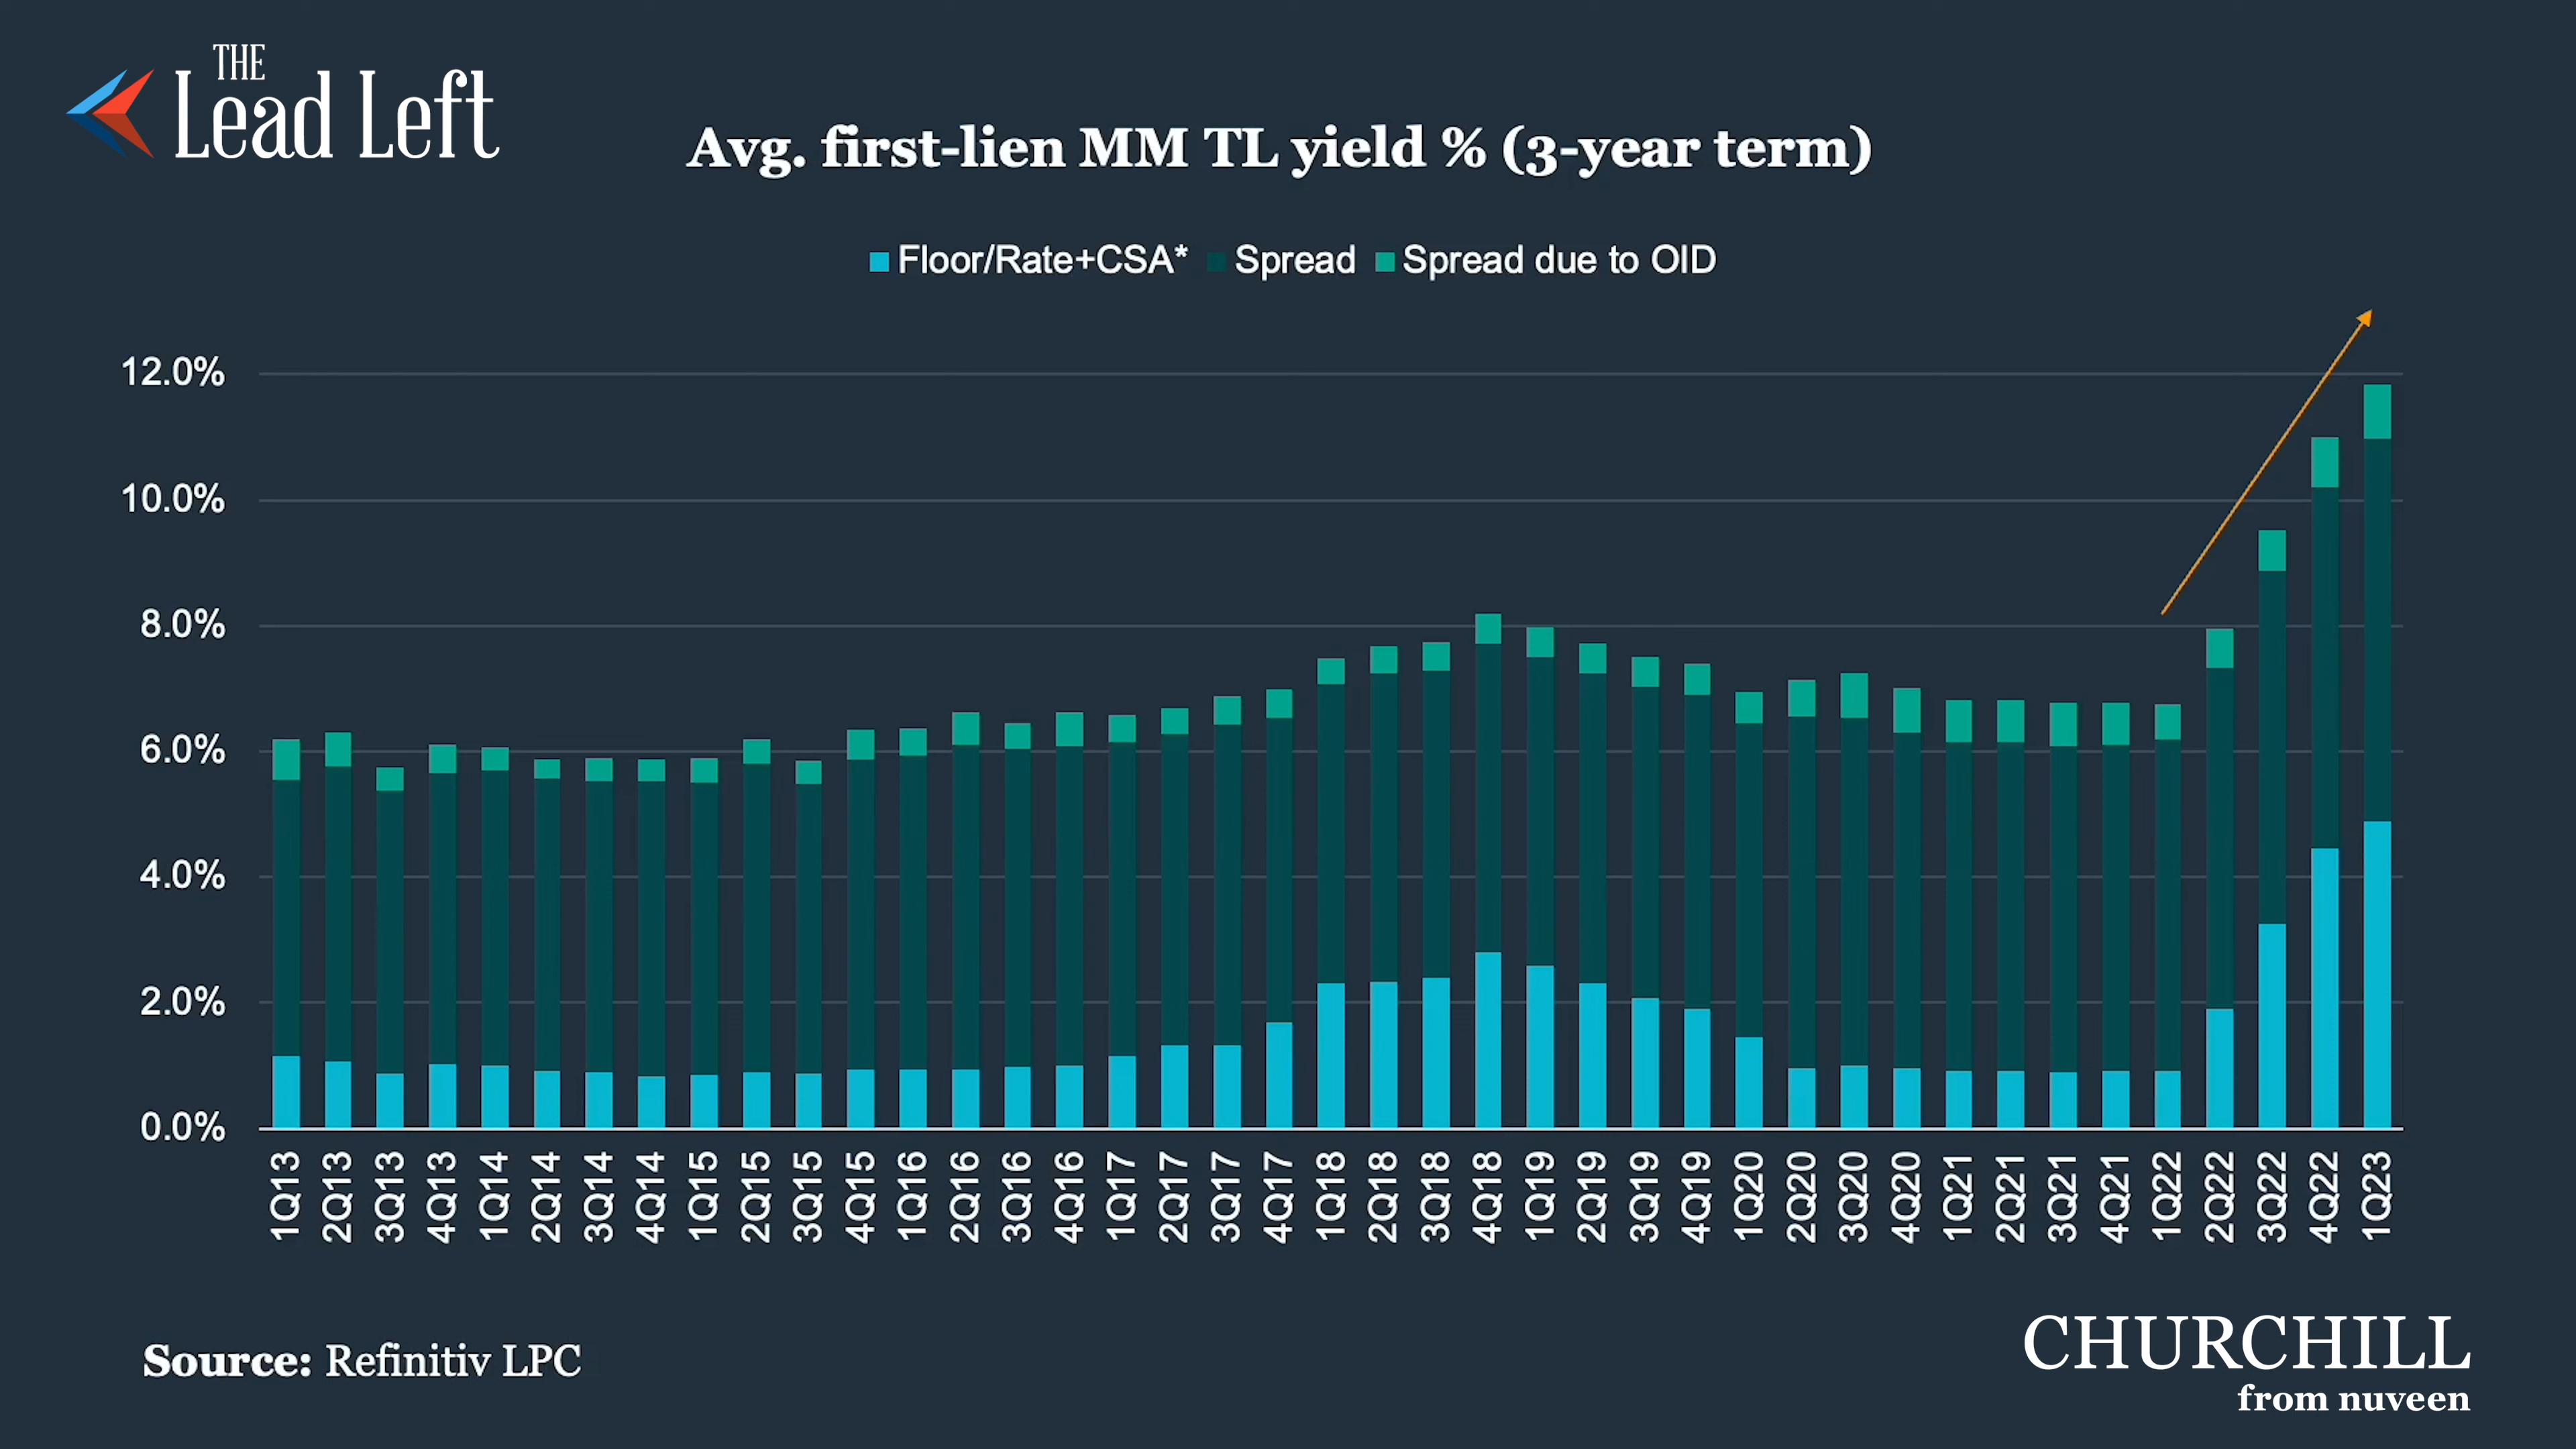 THE
Lead Left
Avg. first-lien MM TL yield % (3-year term)
Floor/Rate+CSA* Spread Spread due to OID
12.0%
10.0%
8.0%
6.0%
4.0%
2.0%
0.0%
1Q13 2Q13 3Q13 4Q13 1Q14 2Q14 3Q14 4Q14 1Q15 2Q15 3Q15 4Q15 1Q16 2Q16 3Q16 4Q16 1Q17 2Q17 3Q17 4Q17 1Q18 2Q18 3Q18 4Q18 1Q19 2Q19 3Q19 4Q19 1Q20 2Q20 3Q20 4Q20 1Q21 2Q21 3Q21 4Q21 1Q22 2Q22 3Q22 4Q22 1Q23
Source: Refinitiv LPC
CHURCHILL
from nuveen